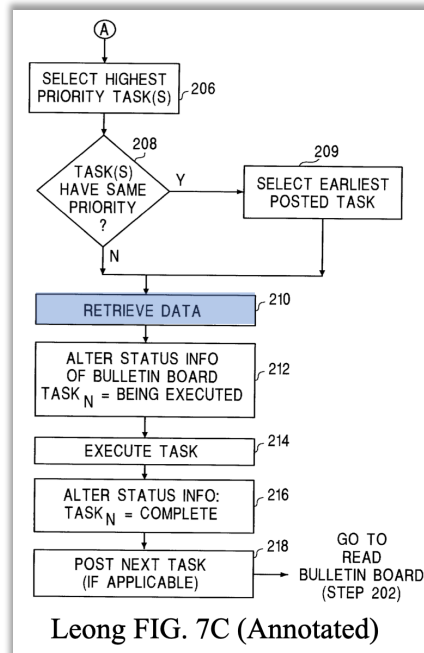 A
SELECT HIGHEST
PRIORITY TASK(S)
206
208
TASK(S)
HAVE SAME
PRIORITY
?
Y
N
209
SELECT EARLIEST
POSTED TASK
RETRIEVE DATA
210
ALTER STATUS INFO
OF BULLETIN BOARD
TASK N = BEING EXECUTED
212
EXECUTE TASK
214
ALTER STATUS INFO:
TASK N = COMPLETE
216
POST NEXT TASK
(IF APPLICABLE)
218
GO TO
READ
BULLETIN BOARD
(STEP 202)
Leong FIG. 7C (Annotated)